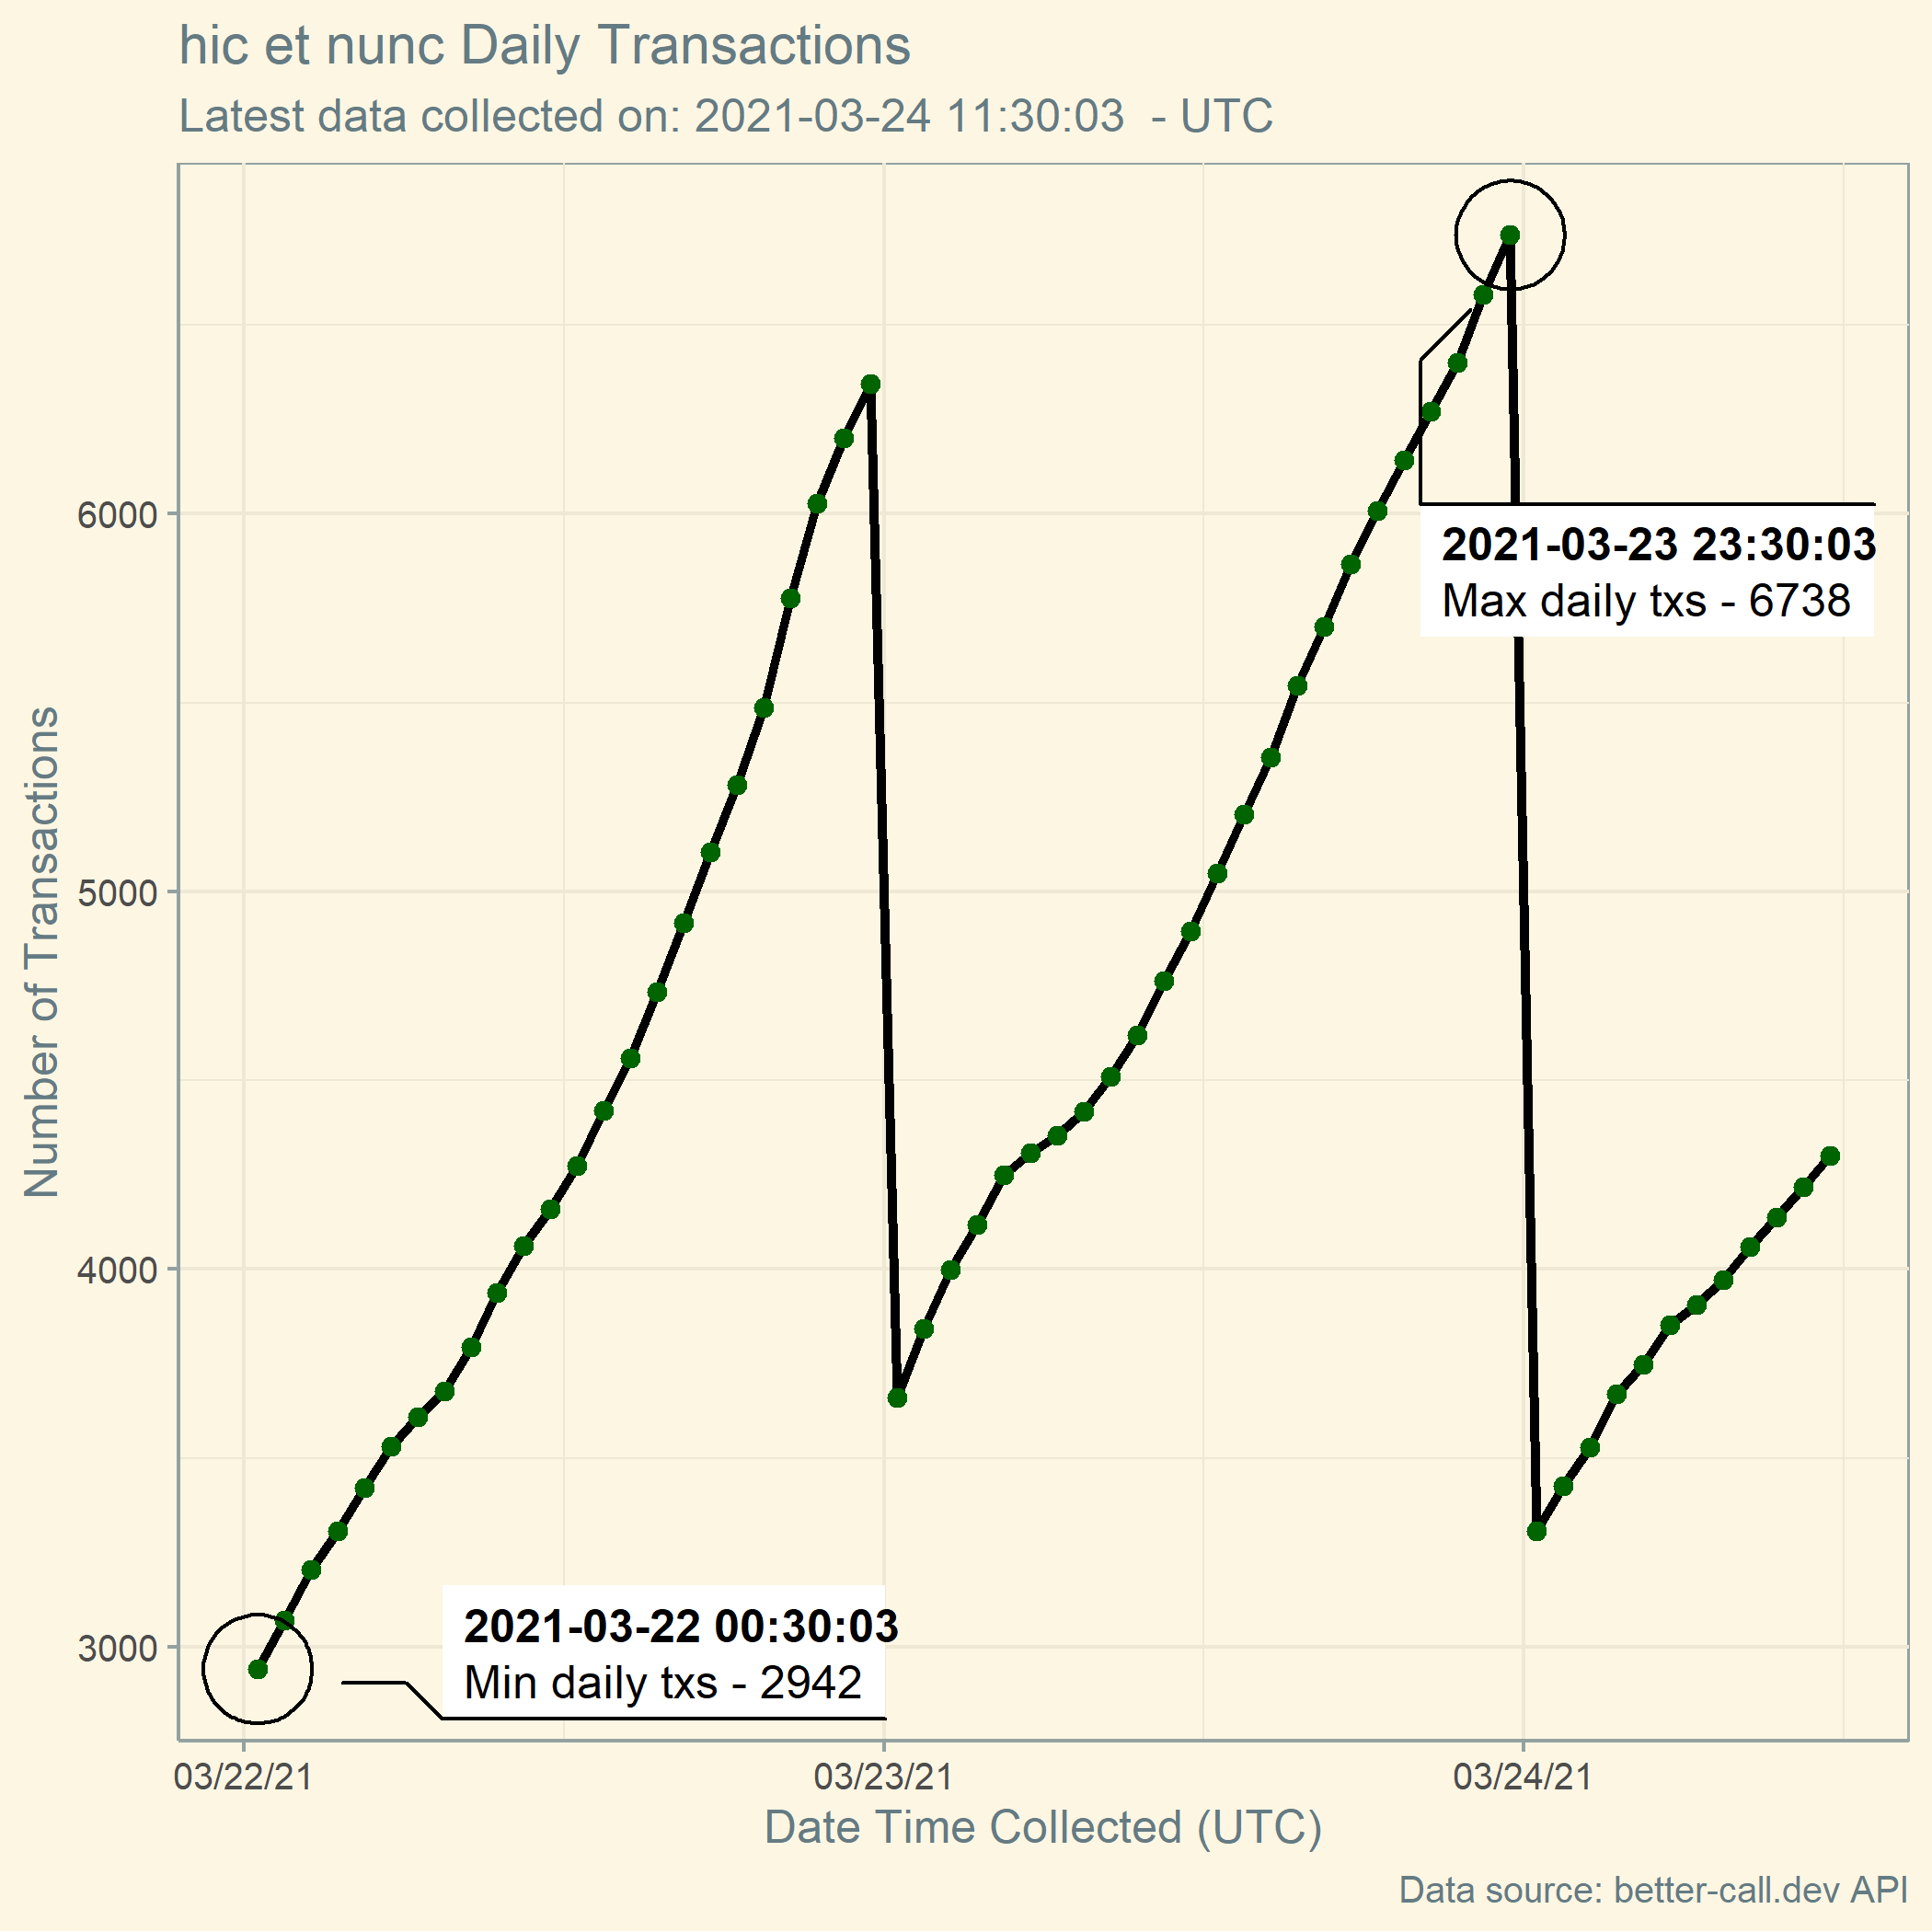 hic et nunc Daily Transactions
Latest data collected on: 2021-03-24 11:30:03  - UTC
Number of Transactions
6000
5000
4000
3000
2021-03-23 23:30:03
Max daily txs - 6738
2021-03-22 00:30:03
Min daily txs - 2942
03/22/21
03/23/21
03/24/21
Date Time Collected (UTC)
Data source: better-call.dev API